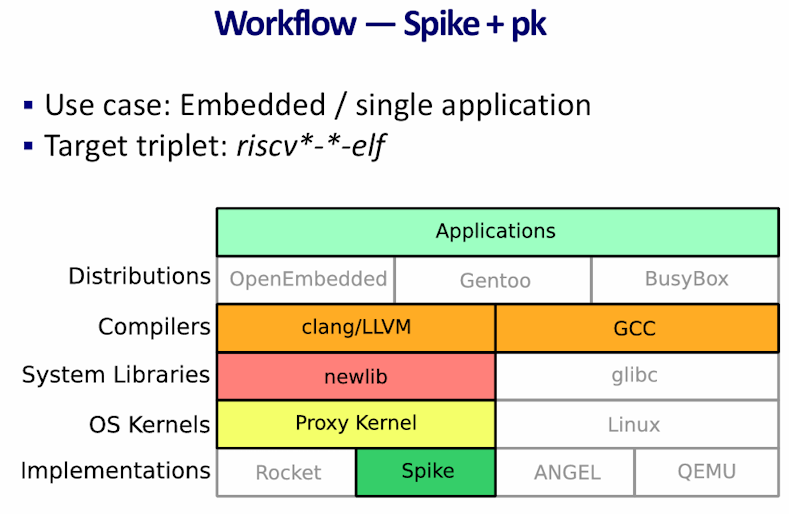 Workflow — Spike + pk
▪ Use case: Embedded / single application
▪ Target triplet: riscv*-*-elf
Applications
Distributions OpenEmbedded Gentoo BusyBox
Compilers clang/LLVM GCC
System Libraries newlib glibc
OS Kernels Proxy Kernel Linux
Implementations Rocket Spike ANGEL QEMU